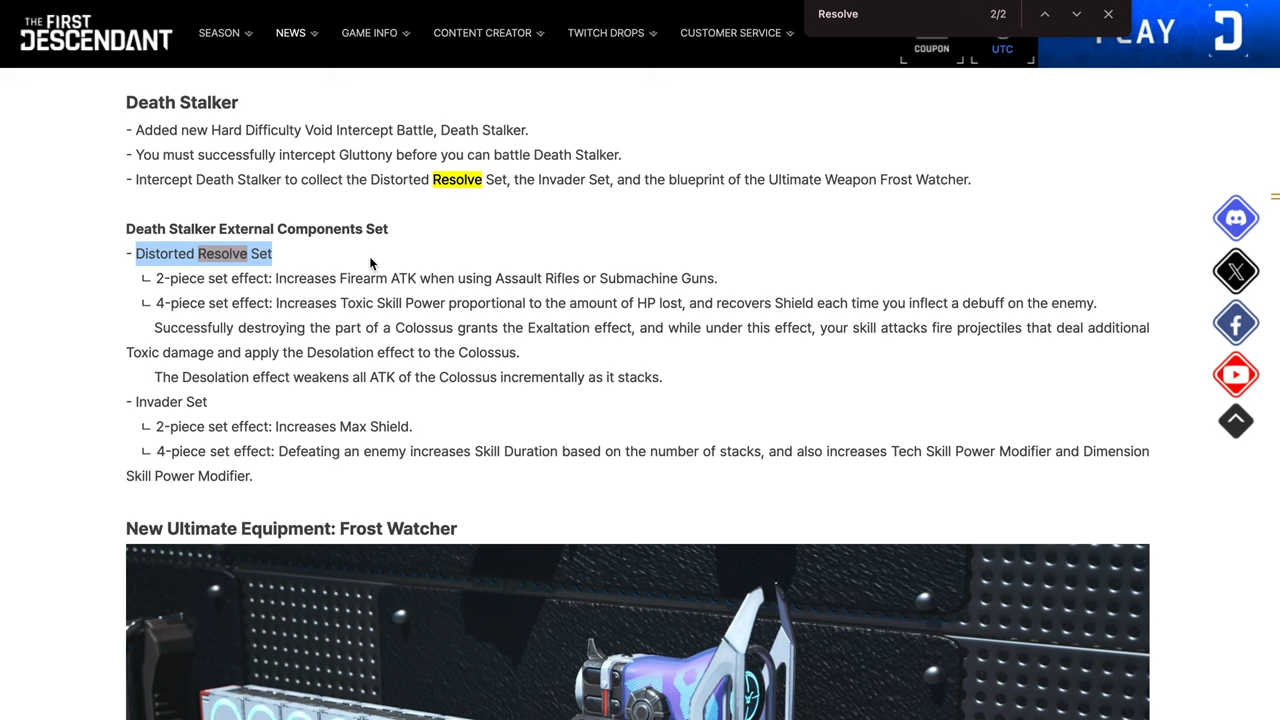 THE FIRST
DESCENDANT
SEASON
NEWS
GAME INFO
CONTENT CREATOR
TWITCH DROPS
CUSTOMER SERVICE
Resolve
2/2
COUPON
UTC
Death Stalker
- Added new Hard Difficulty Void Intercept Battle, Death Stalker.
- You must successfully intercept Gluttony before you can battle Death Stalker.
- Intercept Death Stalker to collect the Distorted Resolve Set, the Invader Set, and the blueprint of the Ultimate Weapon Frost Watcher.
Death Stalker External Components Set
- Distorted Resolve Set
ㄴ 2-piece set effect: Increases Firearm ATK when using Assault Rifles or Submachine Guns.
ㄴ 4-piece set effect: Increases Toxic Skill Power proportional to the amount of HP lost, and recovers Shield each time you inflect a debuff on the enemy.
Successfully destroying the part of a Colossus grants the Exaltation effect, and while under this effect, your skill attacks fire projectiles that deal additional
Toxic damage and apply the Desolation effect to the Colossus.
The Desolation effect weakens all ATK of the Colossus incrementally as it stacks.
- Invader Set
ㄴ 2-piece set effect: Increases Max Shield.
ㄴ 4-piece set effect: Defeating an enemy increases Skill Duration based on the number of stacks, and also increases Tech Skill Power Modifier and Dimension
Skill Power Modifier.
New Ultimate Equipment: Frost Watcher